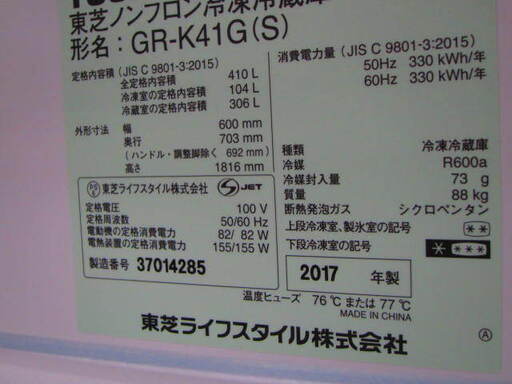 東芝ノンフロン冷凍冷蔵庫
形名：GR-K41G(S)
定格内容積（JIS C 9801-3:2015）
全定格内容積 410 L
冷凍室の定格内容積 104 L
冷蔵室の定格内容積 306 L
外形寸法 幅 600 mm
奥行 703 mm
（ハンドル・調整脚除く 692 mm）
高さ 1816 mm
東芝ライフスタイル株式会社 JET
定格電圧 100 V
定格周波数 50/60 Hz
電動機の定格消費電力 82/ 82 W
電熱装置の定格消費電力 155/155 W
製造番号 37014285
消費電力量（JIS C 9801-3:2015）
50Hz 330 kWh/年
60Hz 330 kWh/年
種類 冷凍冷蔵庫
冷媒 R600a
冷媒封入量 73 g
質量 88 kg
断熱発泡ガス シクロペンタン
上段冷凍室、製氷室の記号 **
下段冷凍室の記号 * ***
2017 年製
温度ヒューズ 76℃ または 77℃
MADE IN CHINA
東芝ライフスタイル株式会社 Ⓐ